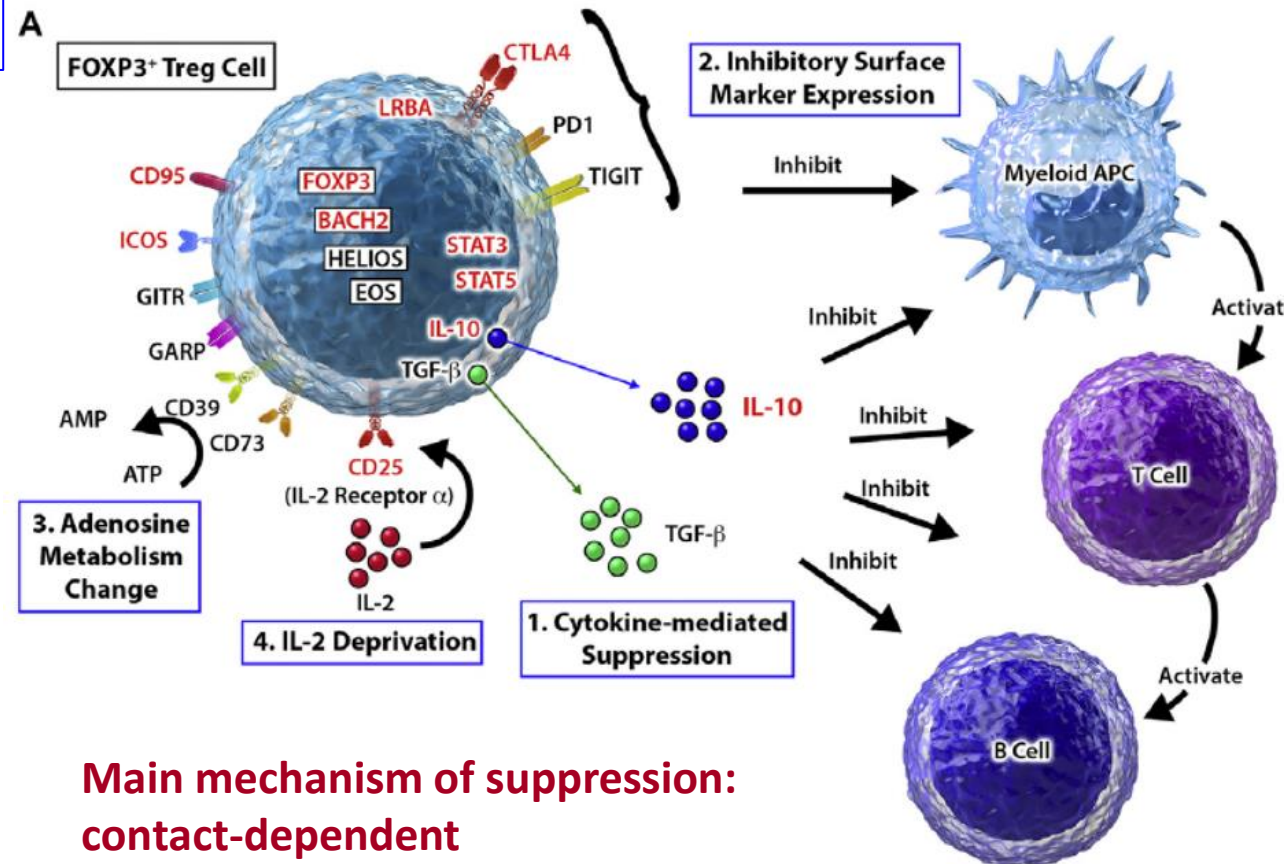 A
FOXP3+ Treg Cell
CTLA4
LRBA
PD1
TIGIT
CD95
FOXP3
BACH2
ICOS
HELIOS
STAT3
STAT5
EOS
GITR
IL-10
GARP
TGF-β
CD39
AMP
CD73
ATP
CD25
(IL-2 Receptor α)
3. Adenosine
Metabolism
Change
IL-2
4. IL-2 Deprivation
2. Inhibitory Surface
Marker Expression
Inhibit
Myeloid APC
Inhibit
Activat
IL-10
Inhibit
T Cell
Inhibit
TGF-β
Inhibit
1. Cytokine-mediated
Suppression
Activate
B Cell
Main mechanism of suppression:
contact-dependent